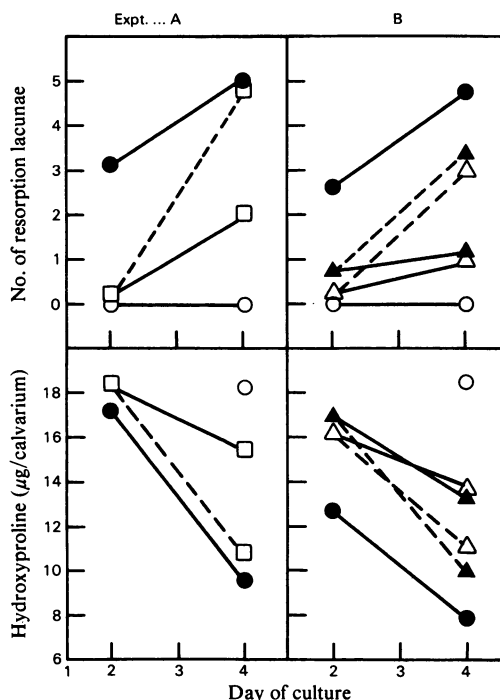 Expt. ... A
B
No. of resorption lacunae
5
4
3
2
1
0
Hydroxyproline (μg/calvarium)
18
16
14
12
10
8
6
1 2 3 4 2 3 4
Day of culture